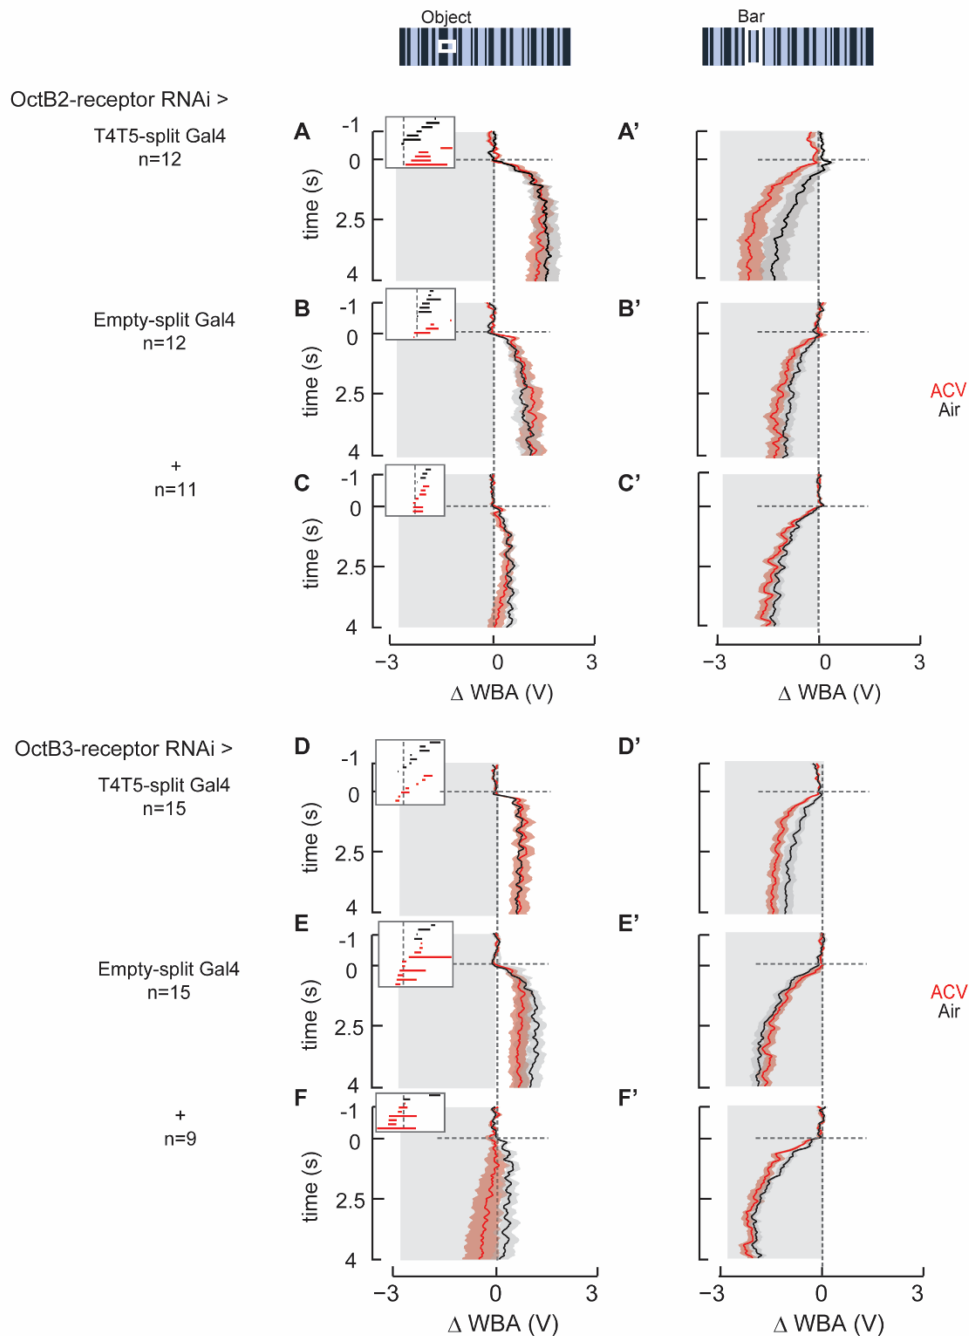 Object
Bar
OctB2-receptor RNAi >
T4T5-split Gal4
n=12
A
-1
0
2.5
4
time (s)
A'
Empty-split Gal4
n=12
B
-1
0
2.5
4
time (s)
B'
ACV
Air
+
n=11
C
-1
0
2.5
4
time (s)
C'
−3
0
3
Δ WBA (V)
−3
0
3
Δ WBA (V)
OctB3-receptor RNAi >
T4T5-split Gal4
n=15
D
-1
0
2.5
4
time (s)
D'
Empty-split Gal4
n=15
E
-1
0
2.5
4
time (s)
E'
ACV
Air
+
n=9
F
-1
0
2.5
4
time (s)
F'
−3
0
3
Δ WBA (V)
−3
0
3
Δ WBA (V)